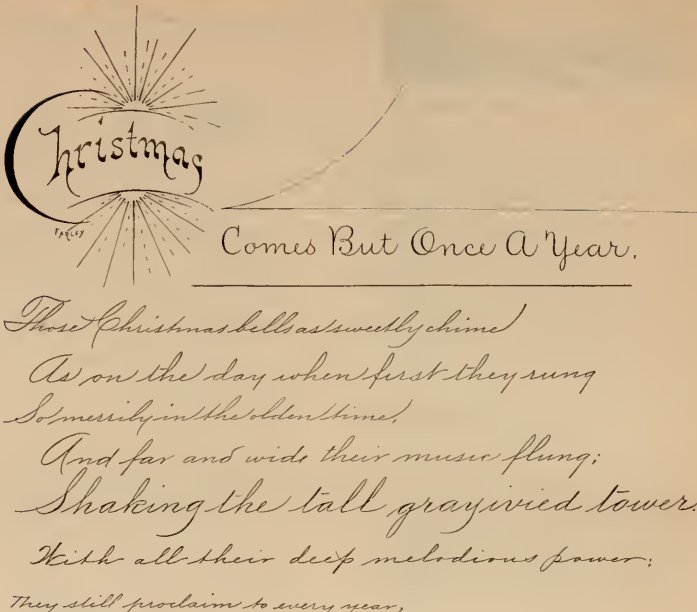 Christmas
FARLEY
Comes But Once A Year.
Those Christmas bells as sweetly chime
As on the day when first they rung
So merrily in the olden time,
And far and wide their music flung;
Shaking the tall gray ivied tower.
With all their deep melodious power;
They still proclaim to every year,